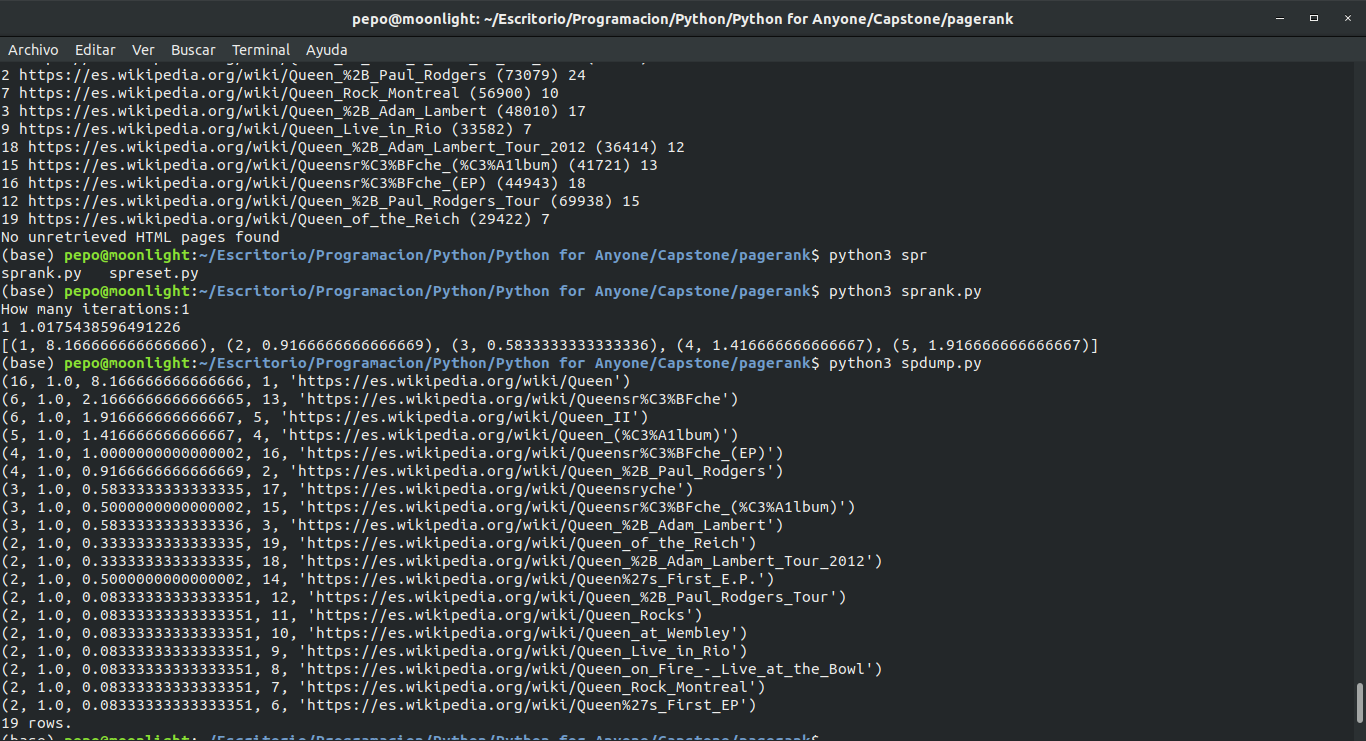 pepo@moonlight: ~/Escritorio/Programacion/Python/Python for Anyone/Capstone/pagerank
Archivo Editar Ver Buscar Terminal Ayuda
2 https://es.wikipedia.org/wiki/Queen_%2B_Paul_Rodgers (73079) 24
7 https://es.wikipedia.org/wiki/Queen_Rock_Montreal (56900) 10
3 https://es.wikipedia.org/wiki/Queen_%2B_Adam_Lambert (48010) 17
9 https://es.wikipedia.org/wiki/Queen_Live_in_Rio (33582) 7
18 https://es.wikipedia.org/wiki/Queen_%2B_Adam_Lambert_Tour_2012 (36414) 12
15 https://es.wikipedia.org/wiki/Queensr%C3%BFche_(%C3%A1lbum) (41721) 13
16 https://es.wikipedia.org/wiki/Queensr%C3%BFche_(EP) (44943) 18
12 https://es.wikipedia.org/wiki/Queen_%2B_Paul_Rodgers_Tour (69938) 15
19 https://es.wikipedia.org/wiki/Queen_of_the_Reich (29422) 7
No unretrieved HTML pages found
(base) pepo@moonlight:~/Escritorio/Programacion/Python/Python for Anyone/Capstone/pagerank$ python3 spr
sprank.py spreset.py
(base) pepo@moonlight:~/Escritorio/Programacion/Python/Python for Anyone/Capstone/pagerank$ python3 sprank.py
How many iterations:1
1 1.0175438596491226
[(1, 8.166666666666666), (2, 0.9166666666666669), (3, 0.5833333333333336), (4, 1.416666666666667), (5, 1.916666666666667)]
(base) pepo@moonlight:~/Escritorio/Programacion/Python/Python for Anyone/Capstone/pagerank$ python3 spdump.py
(16, 1.0, 8.166666666666666, 1, 'https://es.wikipedia.org/wiki/Queen')
(6, 1.0, 2.1666666666666665, 13, 'https://es.wikipedia.org/wiki/Queensr%C3%BFche')
(6, 1.0, 1.916666666666667, 5, 'https://es.wikipedia.org/wiki/Queen_II')
(5, 1.0, 1.416666666666667, 4, 'https://es.wikipedia.org/wiki/Queen_(%C3%A1lbum)')
(4, 1.0, 1.0000000000000002, 16, 'https://es.wikipedia.org/wiki/Queensr%C3%BFche_(EP)')
(4, 1.0, 0.9166666666666669, 2, 'https://es.wikipedia.org/wiki/Queen_%2B_Paul_Rodgers')
(3, 1.0, 0.5833333333333335, 17, 'https://es.wikipedia.org/wiki/Queensryche')
(3, 1.0, 0.5000000000000002, 15, 'https://es.wikipedia.org/wiki/Queensr%C3%BFche_(%C3%A1lbum)')
(3, 1.0, 0.5833333333333336, 3, 'https://es.wikipedia.org/wiki/Queen_%2B_Adam_Lambert')
(2, 1.0, 0.3333333333333335, 19, 'https://es.wikipedia.org/wiki/Queen_of_the_Reich')
(2, 1.0, 0.3333333333333335, 18, 'https://es.wikipedia.org/wiki/Queen_%2B_Adam_Lambert_Tour_2012')
(2, 1.0, 0.5000000000000002, 14, 'https://es.wikipedia.org/wiki/Queen%27s_First_E.P.')
(2, 1.0, 0.08333333333333351, 12, 'https://es.wikipedia.org/wiki/Queen_%2B_Paul_Rodgers_Tour')
(2, 1.0, 0.08333333333333351, 11, 'https://es.wikipedia.org/wiki/Queen_Rocks')
(2, 1.0, 0.08333333333333351, 10, 'https://es.wikipedia.org/wiki/Queen_at_Wembley')
(2, 1.0, 0.08333333333333351, 9, 'https://es.wikipedia.org/wiki/Queen_Live_in_Rio')
(2, 1.0, 0.08333333333333351, 8, 'https://es.wikipedia.org/wiki/Queen_on_Fire_-_Live_at_the_Bowl')
(2, 1.0, 0.08333333333333351, 7, 'https://es.wikipedia.org/wiki/Queen_Rock_Montreal')
(2, 1.0, 0.08333333333333351, 6, 'https://es.wikipedia.org/wiki/Queen%27s_First_EP')
19 rows.
(base) pepo@moonlight:~/Escritorio/Programacion/Python/Python for Anyone/Capstone/pagerank$